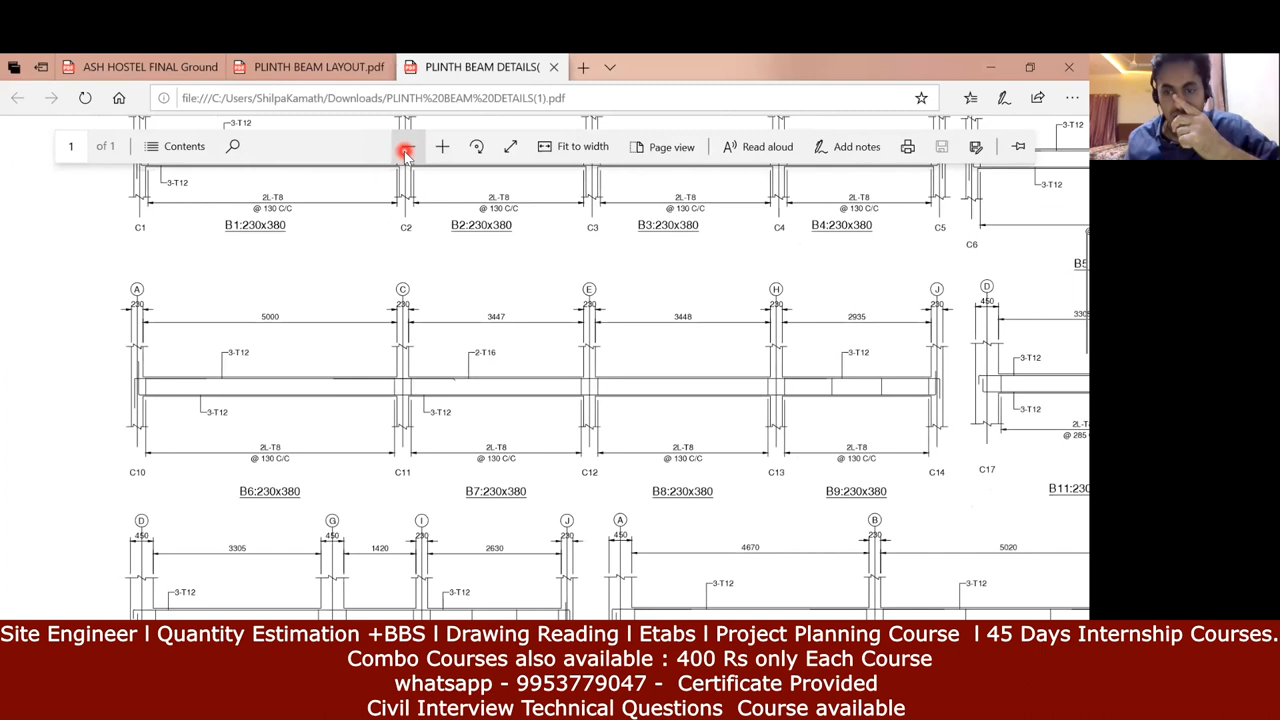 ASH HOSTEL FINAL Ground PLINTH BEAM LAYOUT.pdf PLINTH BEAM DETAILS(
file:///C:/Users/ShilpaKamath/Downloads/PLINTH%20BEAM%20DETAILS(1).pdf
3-T12
1 of 1 Contents Fit to width Page view Read aloud Add notes
3-T12
3-T12 3-T12
2L-T8 2L-T8 2L-T8 2L-T8
@ 130 C/C @ 130 C/C @ 130 C/C @ 130 C/C
C1 B1:230x380 C2 B2:230x380 C3 B3:230x380 C4 B4:230x380 C5
C6
B5
A C E H J D
230 230 230 230 230 450
5000 3447 3448 2935 3305
3-T12 2-T16 3-T12 3-T12
3-T12 3-T12 3-T12
2L-T8 2L-T8 2L-T8 2L-T8 2L-T
@ 130 C/C @ 130 C/C @ 130 C/C @ 130 C/C @ 285
C10 C11 C12 C13 C14 C17
B6:230x380 B7:230x380 B8:230x380 B9:230x380 B11:230
D G I J A B
450 450 230 230 450 230
3305 1420 2630 4670 5020
3-T12 3-T12 3-T12 3-T12
Site Engineer l Quantity Estimation +BBS l Drawing Reading l Etabs l Project Planning Course l 45 Days Internship Courses.
Combo Courses also available : 400 Rs only Each Course
whatsapp - 9953779047 - Certificate Provided
Civil Interview Technical Questions Course available